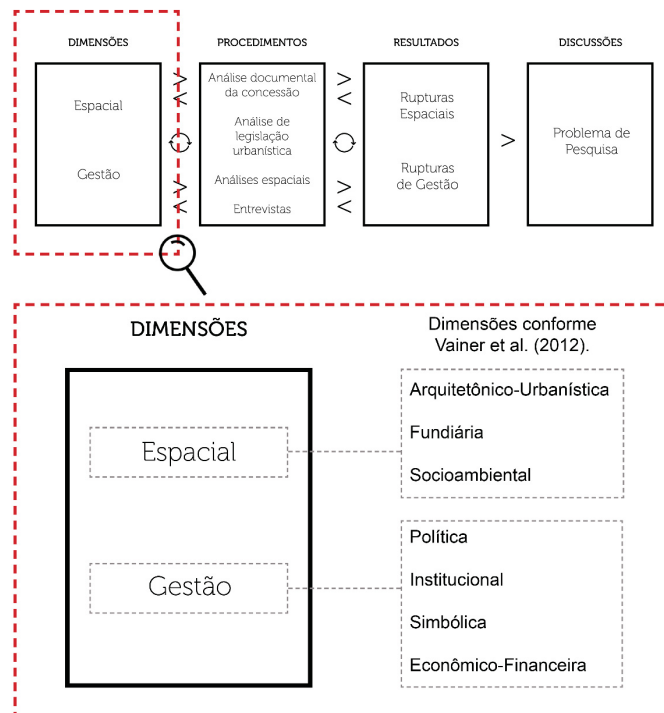 DIMENSÕES
PROCEDIMENTOS
RESULTADOS
DISCUSSÕES
Espacial
Gestão
>
<
>
<
Análise documental
da concessão
Análise de
legislação
urbanística
Análises espaciais
Entrevistas
>
<
>
<
Rupturas
Espaciais
Rupturas
de Gestão
>
Problema de
Pesquisa
DIMENSÕES
Espacial
Gestão
Dimensões conforme
Vainer et al. (2012).
Arquitetônico-Urbanística
Fundiária
Socioambiental
Política
Institucional
Simbólica
Econômico-Financeira